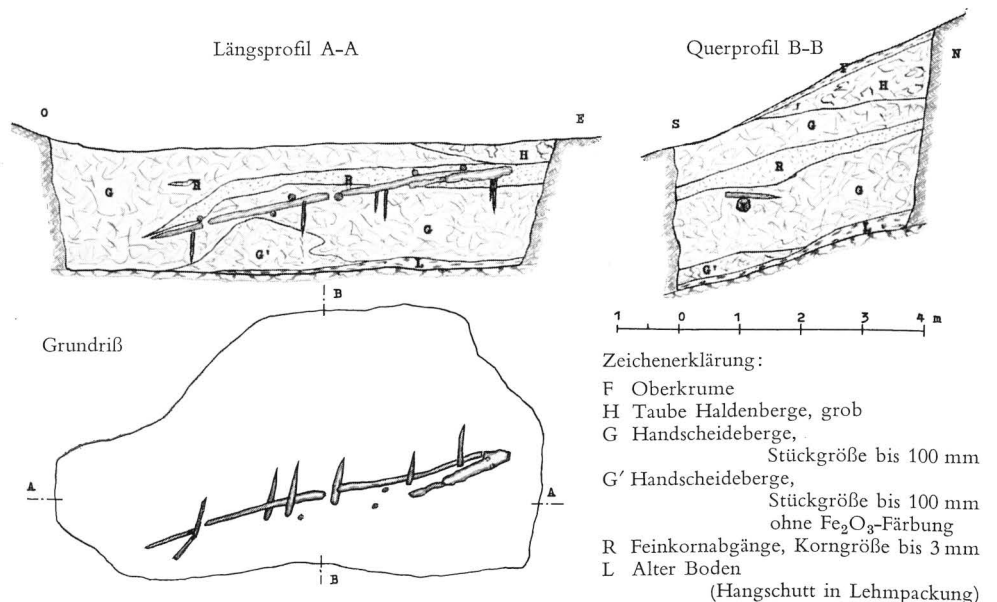 Längsprofil A-A
Querprofil B-B
O
E
G
R
R
H
G
G'
L
S
N
F
H
G
R
G
L
G'
Grundriß
B
A
A
B
1 0 1 2 3 4 m
Zeichenerklärung:
F Oberkrume
H Taube Haldenberge, grob
G Handscheideberge,
Stückgröße bis 100 mm
G′ Handscheideberge,
Stückgröße bis 100 mm
ohne Fe₂O₃-Färbung
R Feinkornabgänge, Korngröße bis 3 mm
L Alter Boden
(Hangschutt in Lehmpackung)